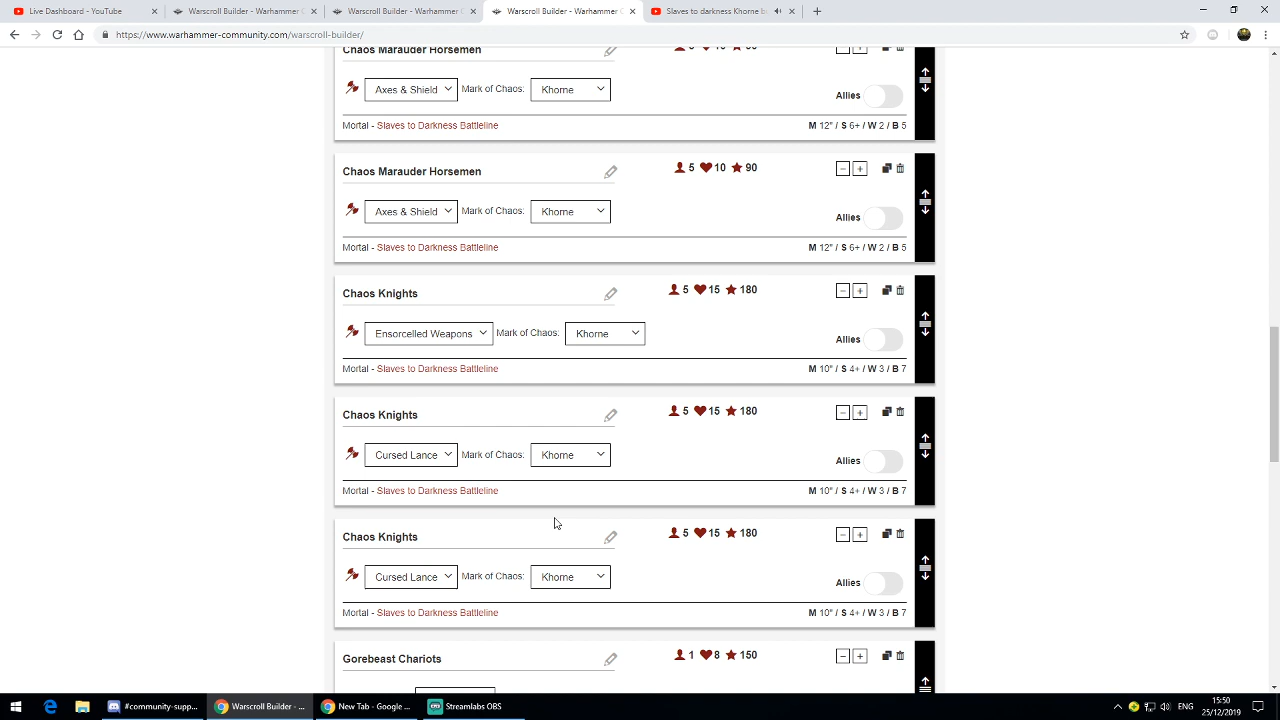 Live Dashboard - YouTube
Warscroll Builder - Warhammer C
Warscroll Builder - Warhammer C
Warscroll Builder - Warhammer C
Slaves to darkness Khorne bu
https://www.warhammer-community.com/warscroll-builder/
Chaos Marauder Horsemen
Axes & Shield Mark of Chaos: Khorne Allies
Mortal - Slaves to Darkness Battleline M 12" / S 6+ / W 2 / B 5
Chaos Marauder Horsemen 5 10 90
Axes & Shield Mark of Chaos: Khorne Allies
Mortal - Slaves to Darkness Battleline M 12" / S 6+ / W 2 / B 5
Chaos Knights 5 15 180
Ensorcelled Weapons Mark of Chaos: Khorne Allies
Mortal - Slaves to Darkness Battleline M 10" / S 4+ / W 3 / B 7
Chaos Knights 5 15 180
Cursed Lance Mark of Chaos: Khorne Allies
Mortal - Slaves to Darkness Battleline M 10" / S 4+ / W 3 / B 7
Chaos Knights 5 15 180
Cursed Lance Mark of Chaos: Khorne Allies
Mortal - Slaves to Darkness Battleline M 10" / S 4+ / W 3 / B 7
Gorebeast Chariots 1 8 150
#community-supp...
Warscroll Builder - ...
New Tab - Google ...
Streamlabs OBS
ENG
15:50
25/12/2019